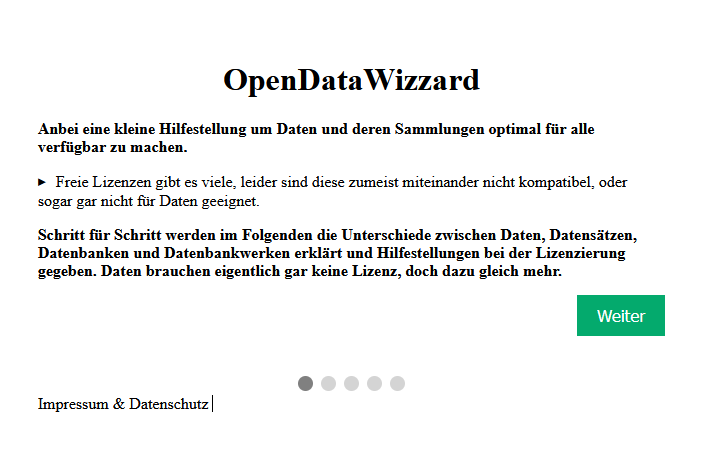 OpenDataWizzard
Anbei eine kleine Hilfestellung um Daten und deren Sammlungen optimal für alle
verfügbar zu machen.
▸ Freie Lizenzen gibt es viele, leider sind diese zumeist miteinander nicht kompatibel, oder
sogar gar nicht für Daten geeignet.
Schritt für Schritt werden im Folgenden die Unterschiede zwischen Daten, Datensätzen,
Datenbanken und Datenbankwerken erklärt und Hilfestellungen bei der Lizenzierung
gegeben. Daten brauchen eigentlich gar keine Lizenz, doch dazu gleich mehr.
Weiter
Impressum & Datenschutz